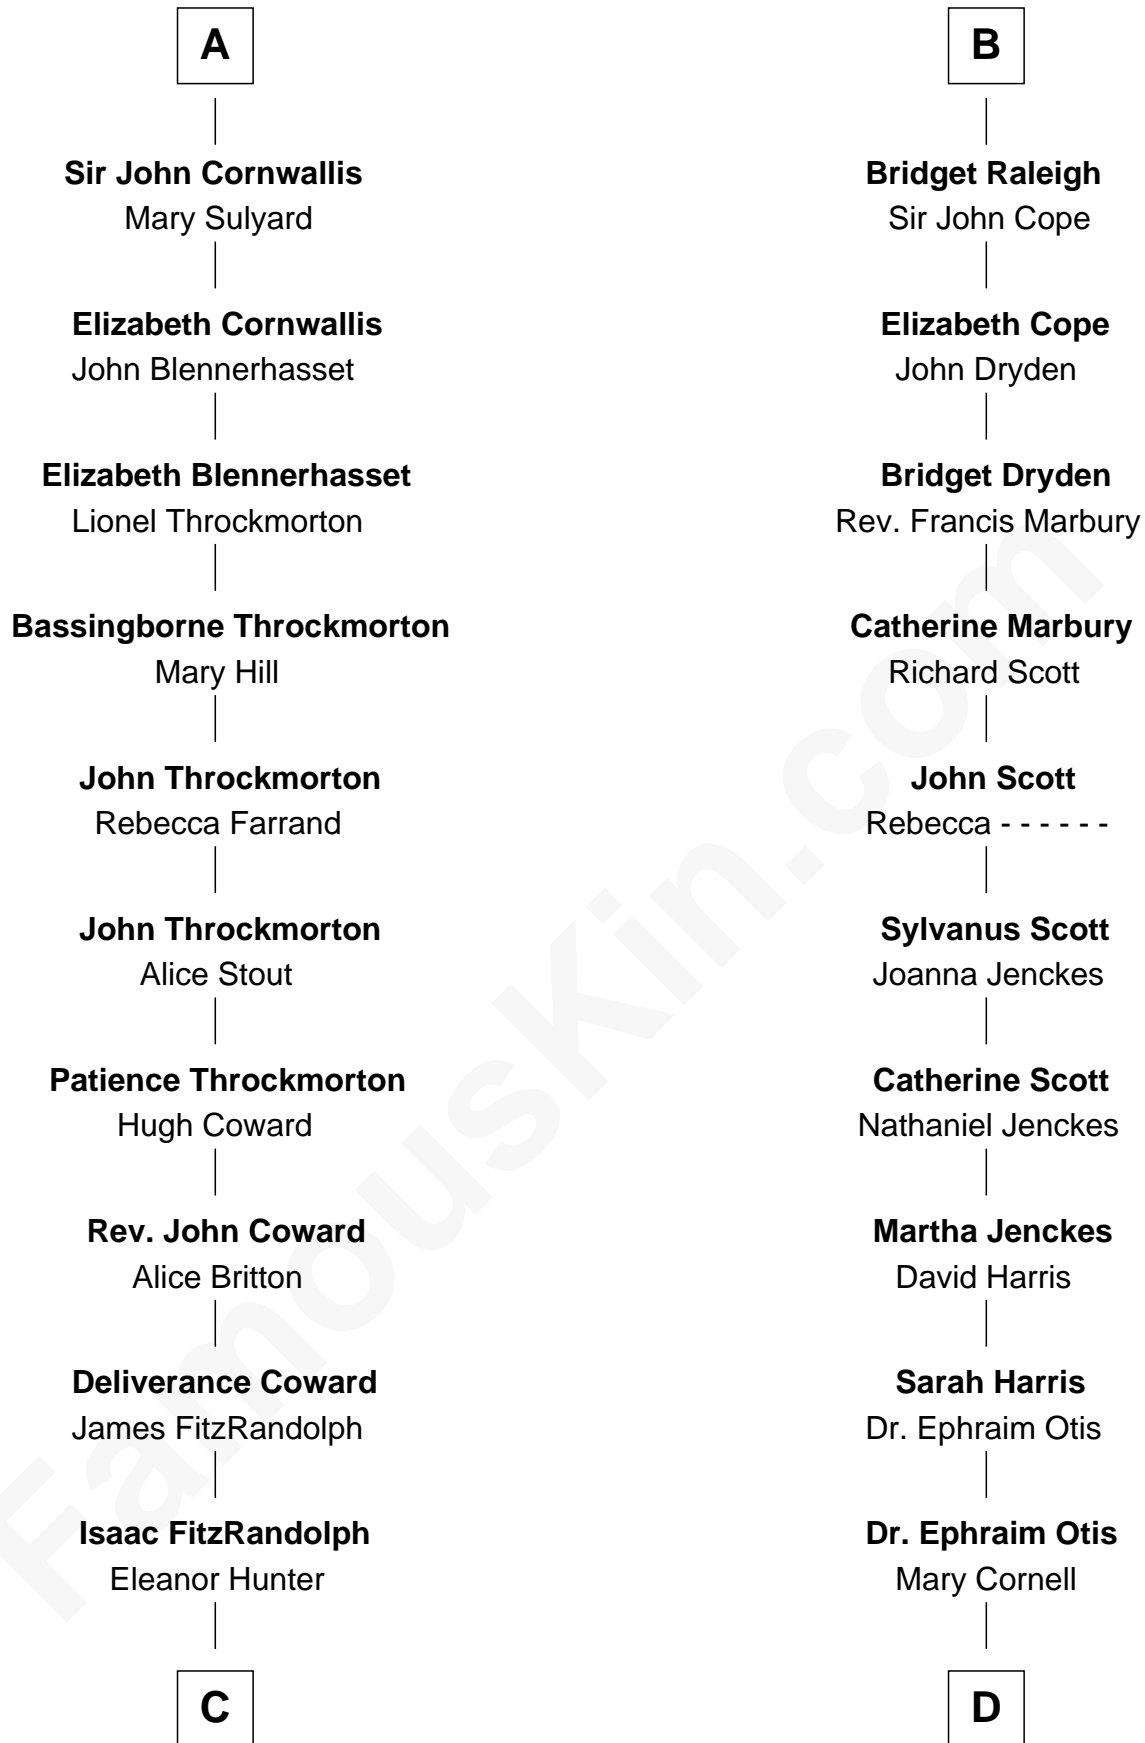 A
Sir John Cornwallis
Mary Sulyard
Elizabeth Cornwallis
John Blennerhasset
Elizabeth Blennerhasset
Lionel Throckmorton
Bassingborne Throckmorton
Mary Hill
John Throckmorton
Rebecca Farrand
John Throckmorton
Alice Stout
Patience Throckmorton
Hugh Coward
Rev. John Coward
Alice Britton
Deliverance Coward
James FitzRandolph
Isaac FitzRandolph
Eleanor Hunter
C
B
Bridget Raleigh
Sir John Cope
Elizabeth Cope
John Dryden
Bridget Dryden
Rev. Francis Marbury
Catherine Marbury
Richard Scott
John Scott
Rebecca - - - - - -
Sylvanus Scott
Joanna Jenckes
Catherine Scott
Nathaniel Jenckes
Martha Jenckes
David Harris
Sarah Harris
Dr. Ephraim Otis
Dr. Ephraim Otis
Mary Cornell
D
FamousKin.com